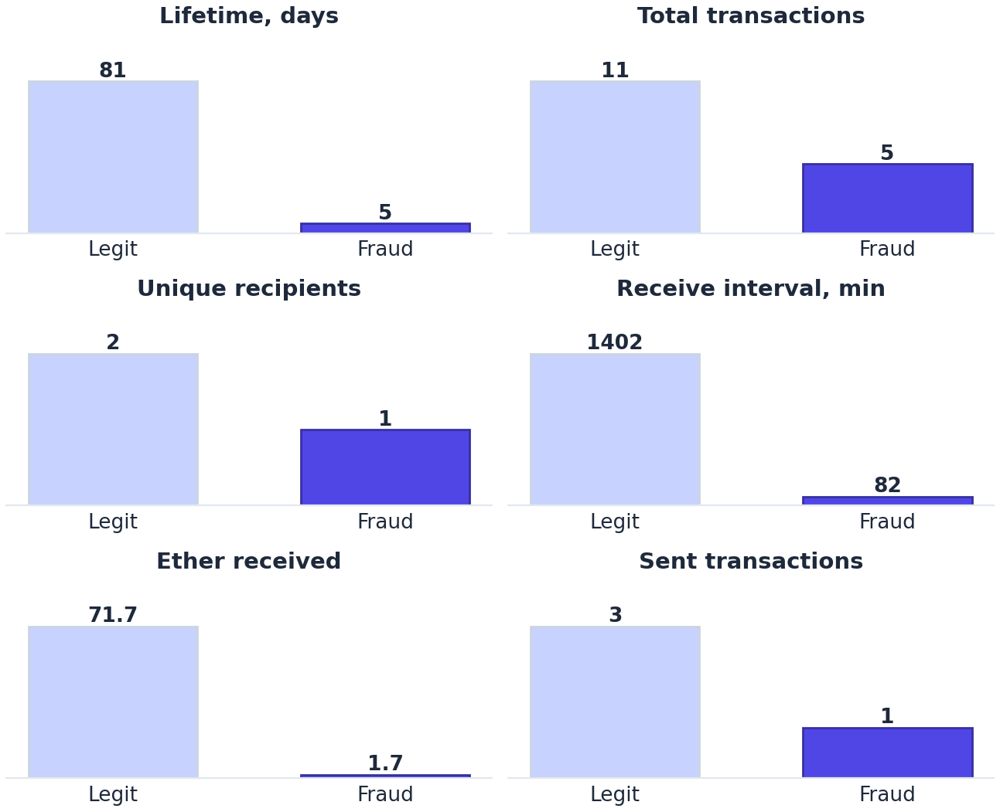 Lifetime, days
81
5
Legit
Fraud
Total transactions
11
5
Legit
Fraud
Unique recipients
2
1
Legit
Fraud
Receive interval, min
1402
82
Legit
Fraud
Ether received
71.7
1.7
Legit
Fraud
Sent transactions
3
1
Legit
Fraud